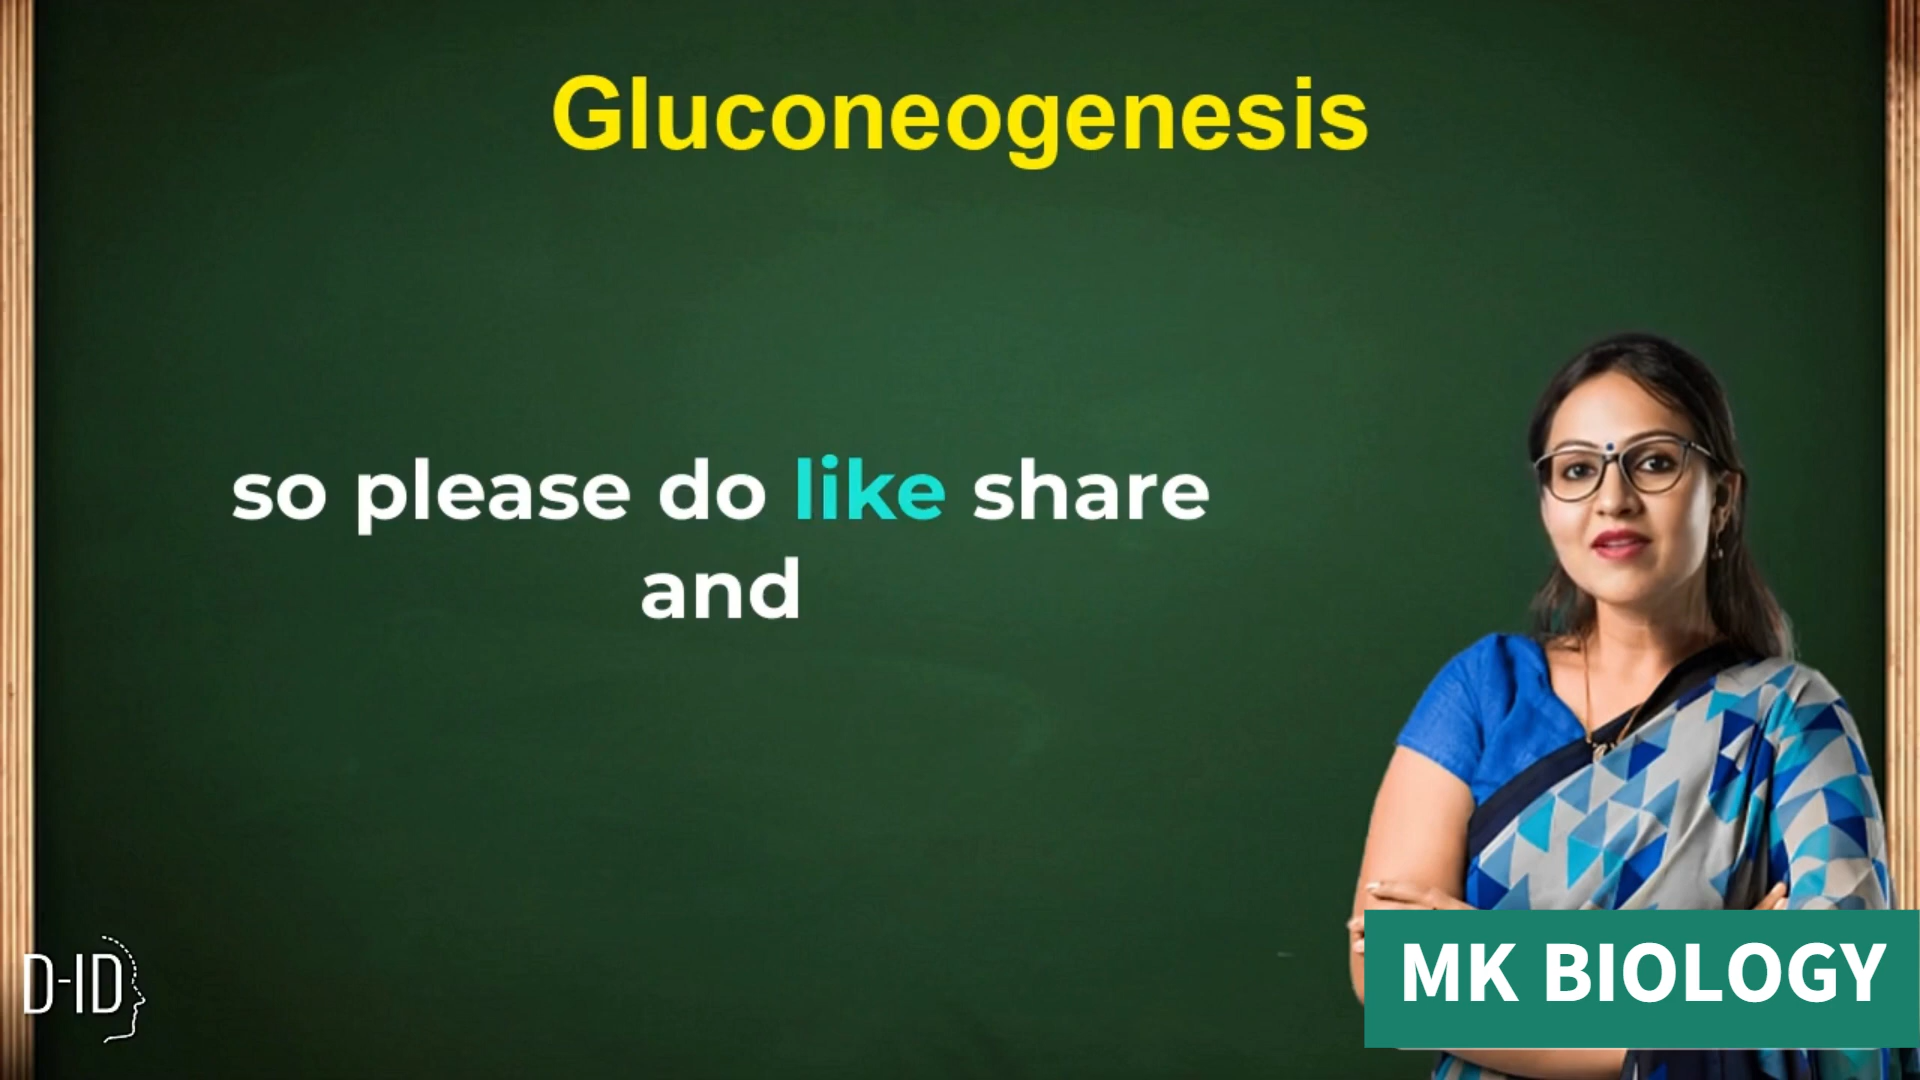 Gluconeogenesis
so please do like share
and
D-ID
MK BIOLOGY